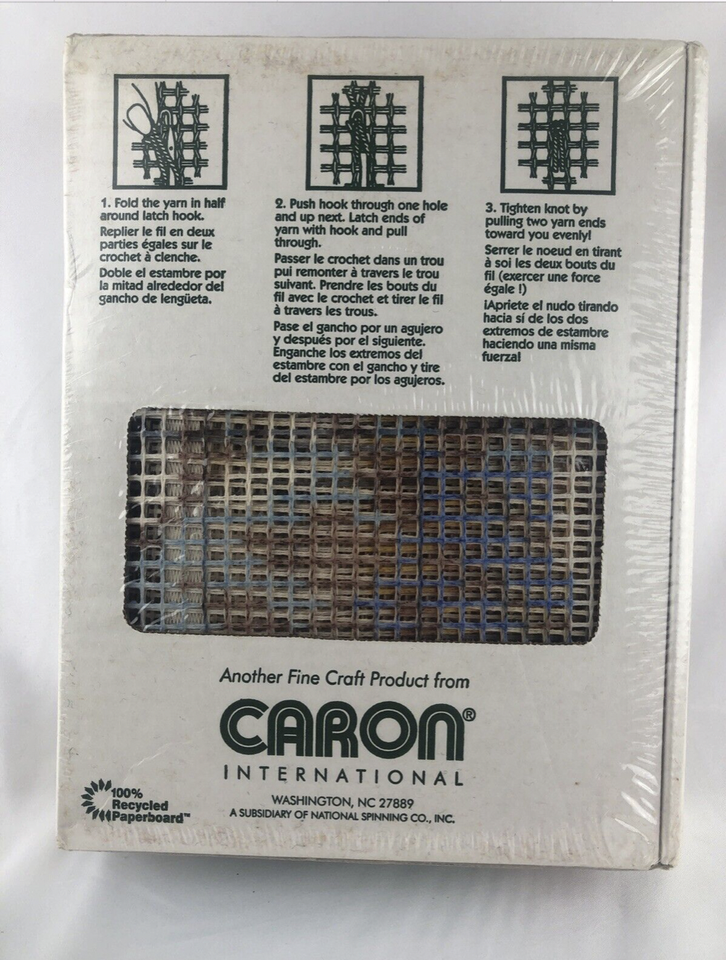 1. Fold the yarn in half
around latch hook.
Replier le fil en deux
parties égales sur le
crochet à clenche.
Doble el estambre por
la mitad alrededor del
gancho de lengüeta.
2. Push hook through one hole
and up next. Latch ends of
yarn with hook and pull
through.
Passer le crochet dans un trou
pui remonter à travers le trou
suivant. Prendre les bouts du
fil avec le crochet et tirer le fil
à travers les trous.
Pase el gancho por un agujero
y después por el siguiente.
Enganche los extremos del
estambre con el gancho y tire
del estambre por los agujeros.
3. Tighten knot by
pulling two yarn ends
toward you evenly!
Serrer le noeud en tirant
à soi les deux bouts du
fil (exercer une force
égale !)
¡Apriete el nudo tirando
hacia sí de los dos
extremos de estambre
haciendo una misma
fuerza!
Another Fine Craft Product from
CARON®
INTERNATIONAL
WASHINGTON, NC 27889
A SUBSIDIARY OF NATIONAL SPINNING CO., INC.
100%
Recycled
Paperboard™